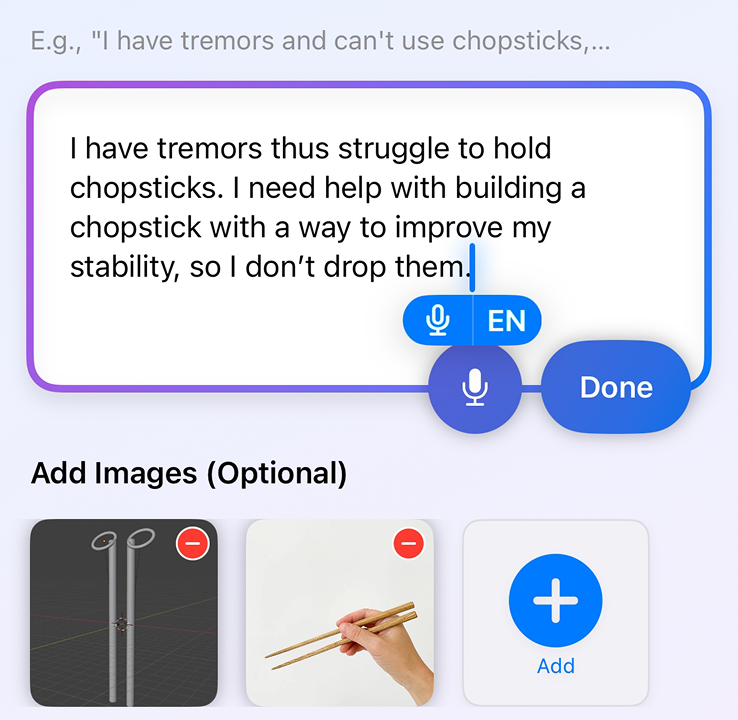 E.g., "I have tremors and can't use chopsticks,...
I have tremors thus struggle to hold
chopsticks. I need help with building a
chopstick with a way to improve my
stability, so I don’t drop them.
EN
Done
Add Images (Optional)
Add